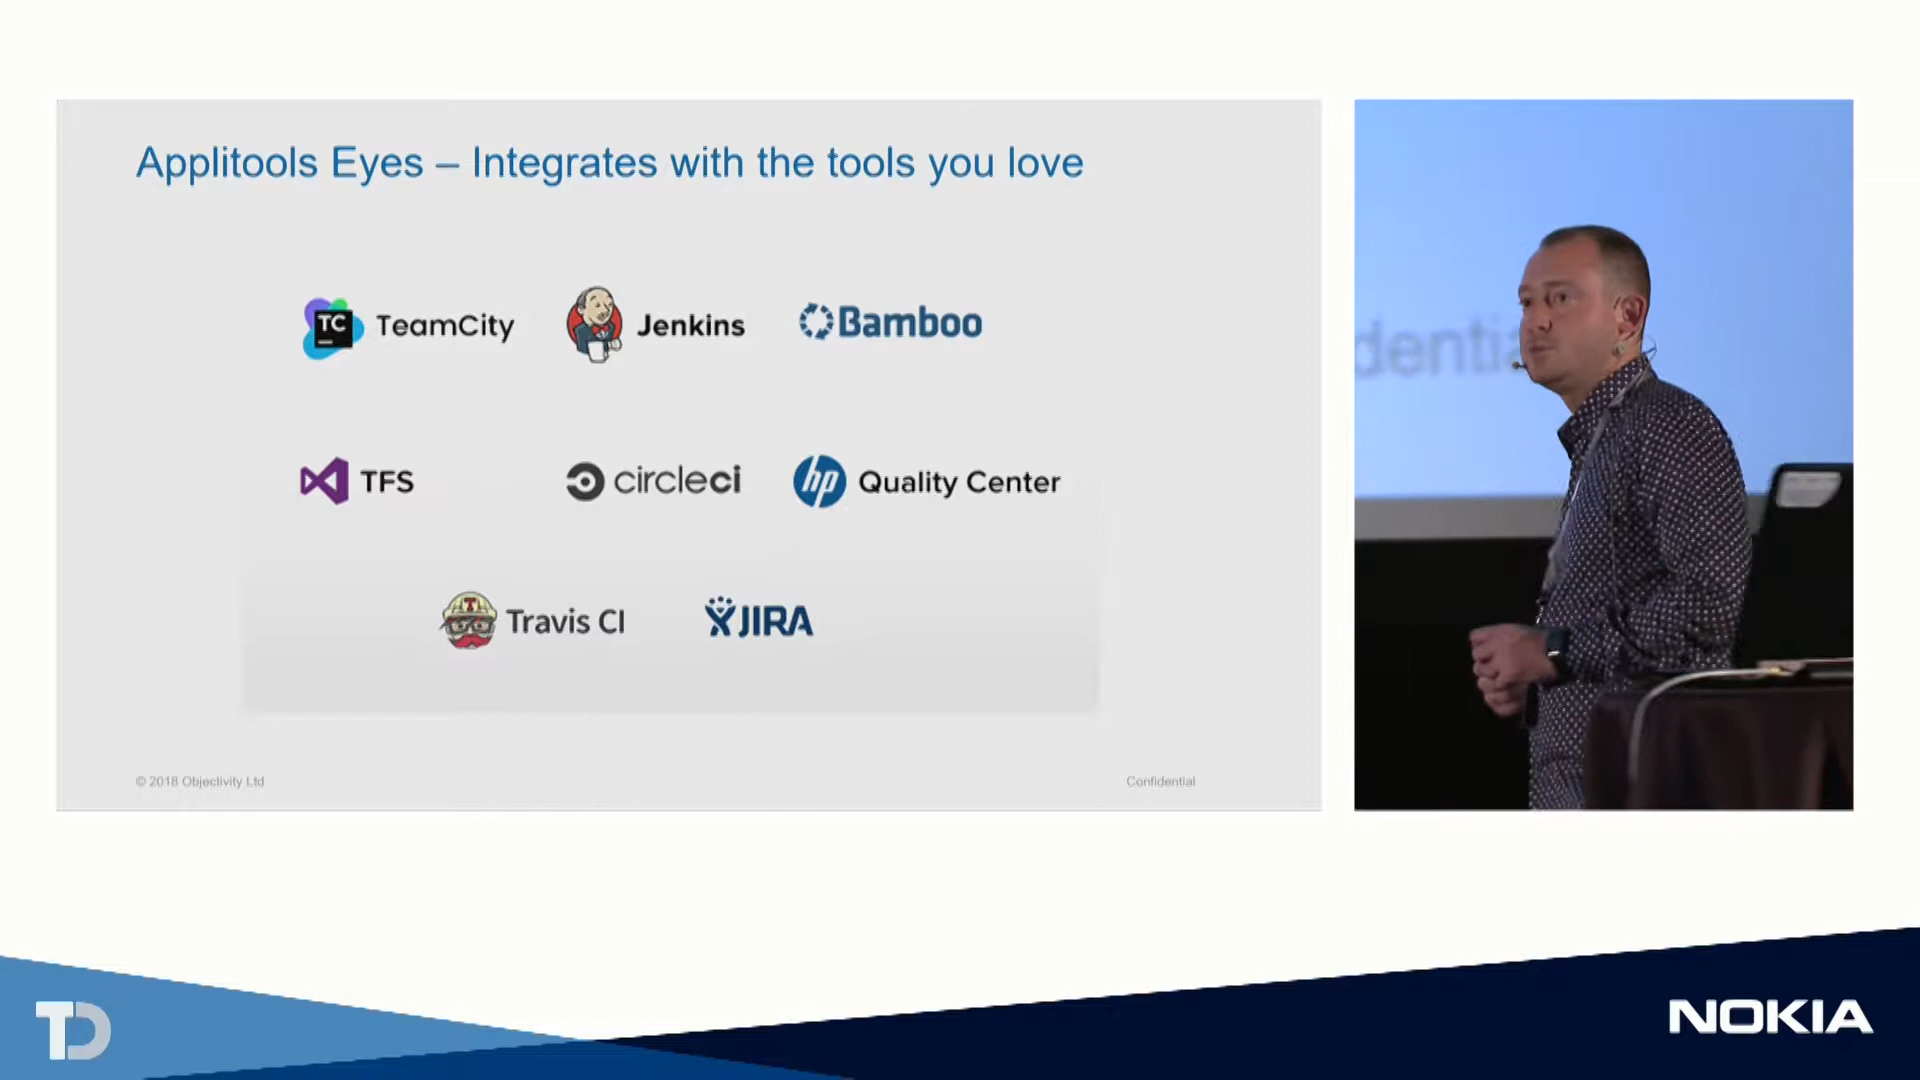 Applitools Eyes – Integrates with the tools you love
TC TeamCity
Jenkins
Bamboo
TFS
circleci
hp Quality Center
T Travis CI
JIRA
© 2018 Objectivity Ltd
Confidential
TD
NOKIA